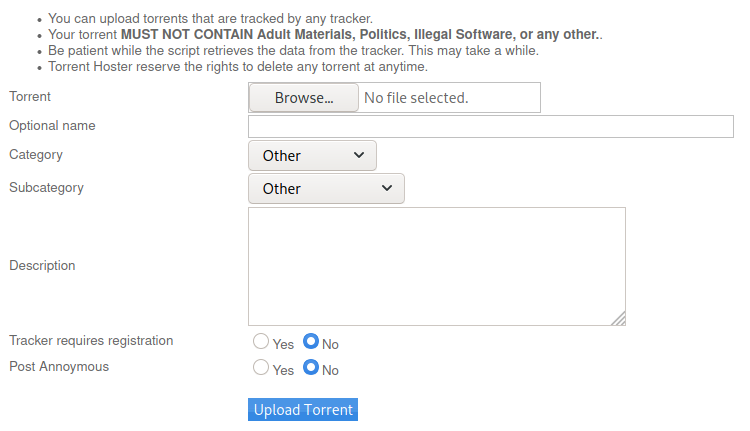 You can upload torrents that are tracked by any tracker.
Your torrent MUST NOT CONTAIN Adult Materials, Politics, Illegal Software, or any other..
Be patient while the script retrieves the data from the tracker. This may take a while.
Torrent Hoster reserve the rights to delete any torrent at anytime.
Torrent Browse... No file selected.
Optional name
Category Other
Subcategory Other
Description
Tracker requires registration Yes No
Post Annoymous Yes No
Upload Torrent